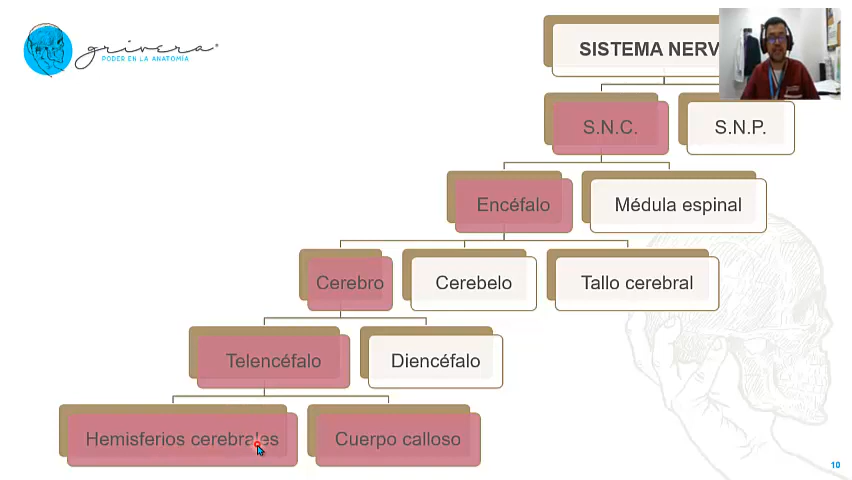 grivera
PODER EN LA ANATOMÍA
SISTEMA NERV
S.N.C.
S.N.P.
Encéfalo
Médula espinal
Cerebro
Cerebelo
Tallo cerebral
Telencéfalo
Diencéfalo
Hemisferios cerebrales
Cuerpo calloso
10